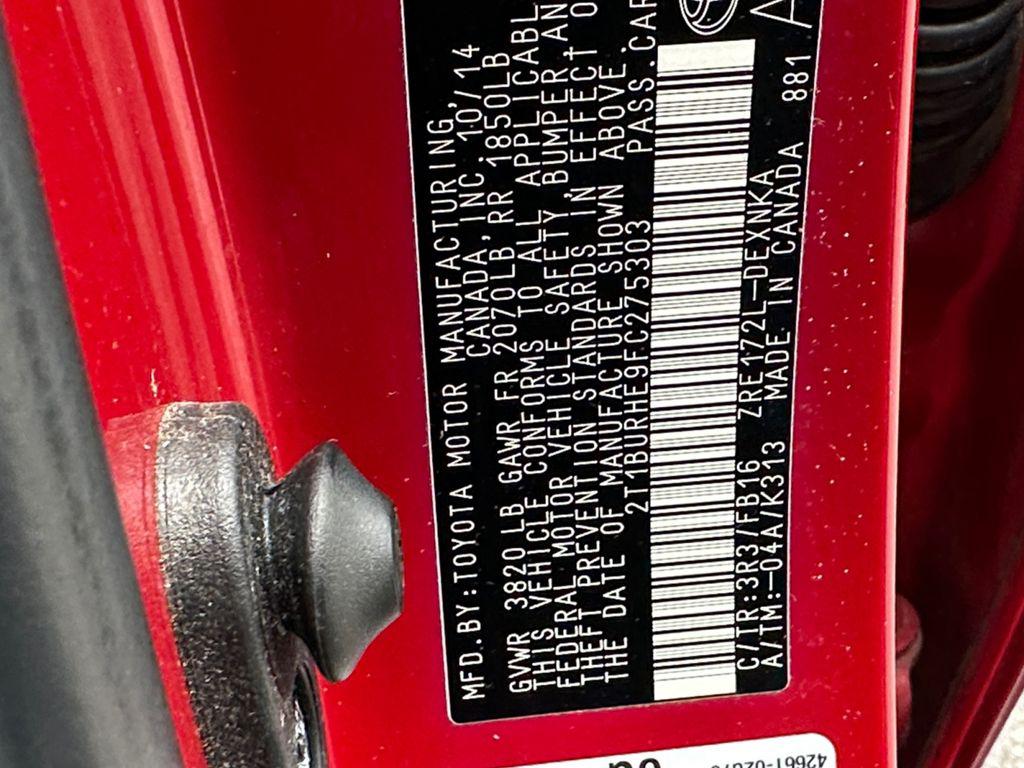 MFD.BY:TOYOTA MOTOR MANUFACTURING,
CANADA,INC. 10/14
GVWR 3820LB GAWR FR 2070LB,RR 1850LB
THIS VEHICLE CONFORMS TO ALL APPLICABL
FEDERAL MOTOR VEHICLE SAFETY,BUMPER,AN
THEFT PREVENTION STANDARDS IN EFFECT O
THE DATE OF MANUFACTURE SHOWN ABOVE.
2T1BURHE9FC275303 PASS.CAR
C/TR:3R3/FB16 ZRE172L-DEXNKA
A/TM:-04A/K313 MADE IN CANADA 881